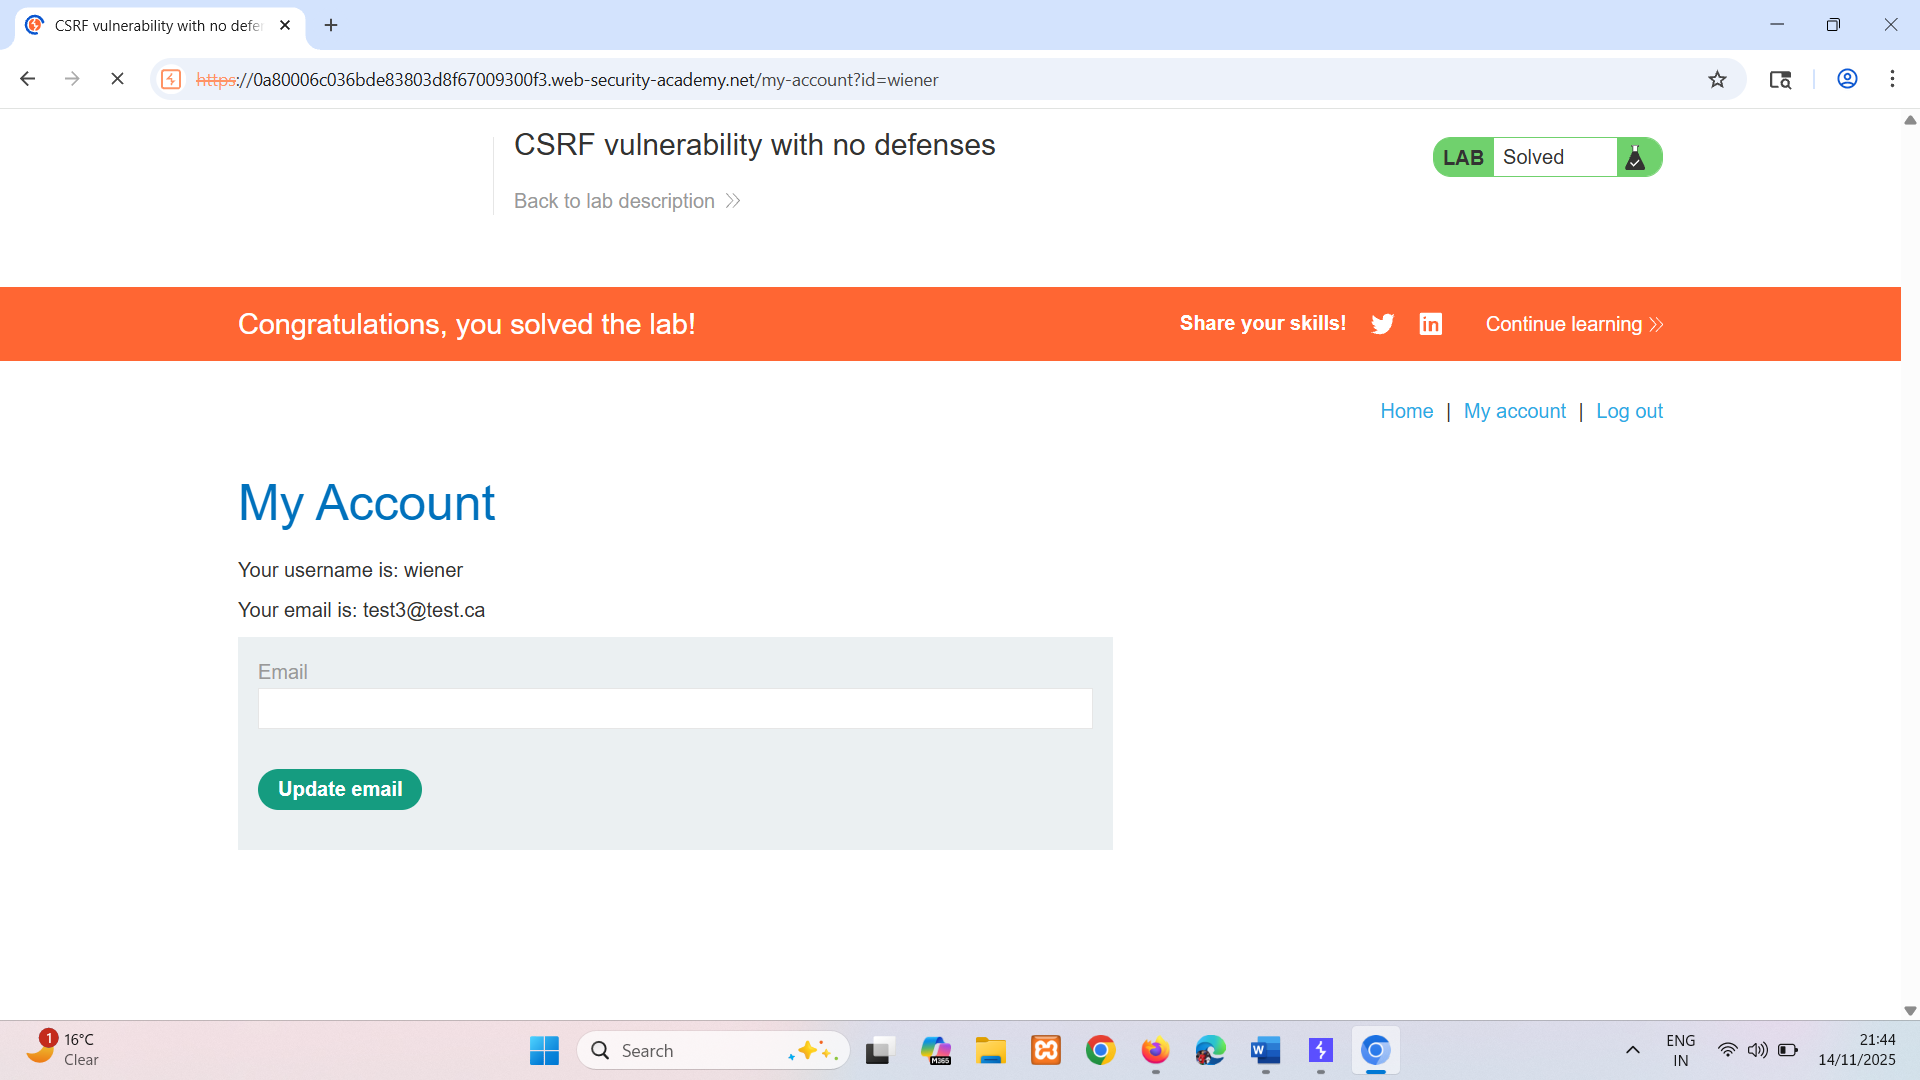 CSRF vulnerability with no defe
https://0a80006c036bde83803d8f67009300f3.web-security-academy.net/my-account?id=wiener
CSRF vulnerability with no defenses
LAB Solved
Back to lab description
Congratulations, you solved the lab!
Share your skills!
Continue learning
Home | My account | Log out
My Account
Your username is: wiener
Your email is: test3@test.ca
Email
Update email
1
16°C
Clear
Search
M365
W
ENG
IN
21:44
14/11/2025